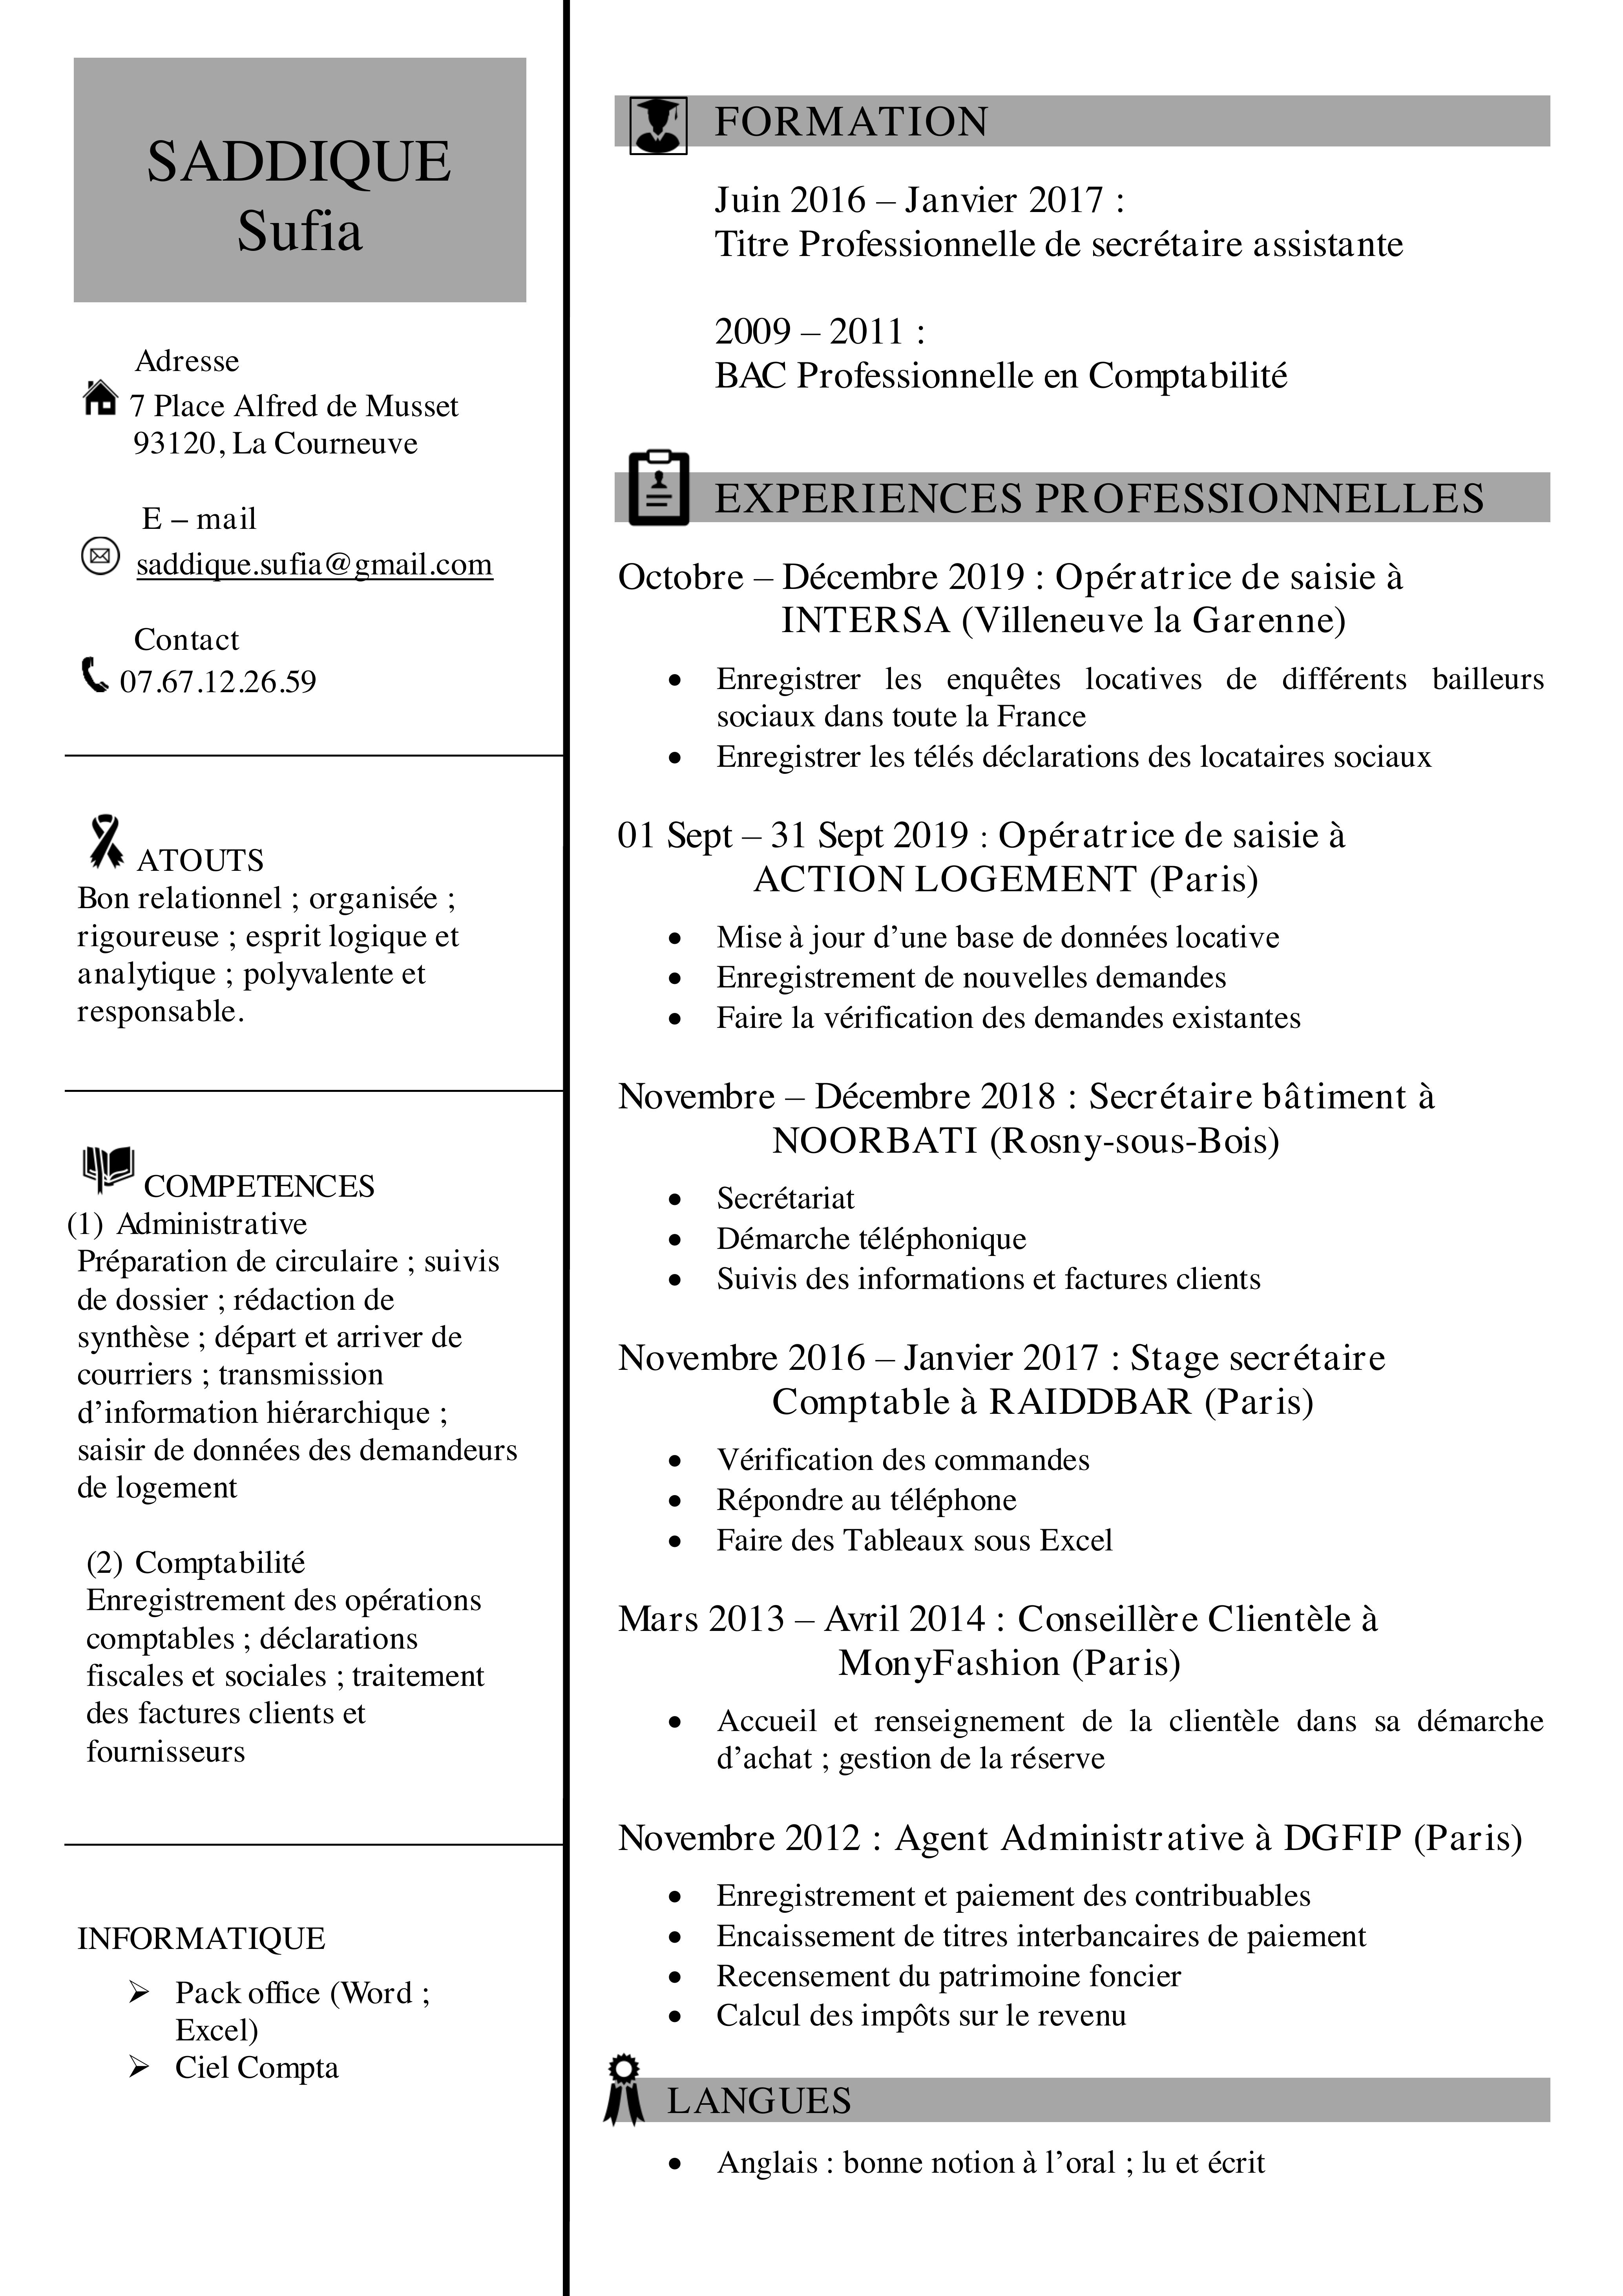 SADDIQUE
Sufia
Adresse
7 Place Alfred de Musset
93120, La Courneuve
E – mail
saddique.sufia@gmail.com
Contact
07.67.12.26.59
ATOUTS
Bon relationnel ; organisée ;
rigoureuse ; esprit logique et
analytique ; polyvalente et
responsable.
COMPETENCES
(1) Administrative
Préparation de circulaire ; suivis
de dossier ; rédaction de
synthèse ; départ et arriver de
courriers ; transmission
d’information hiérarchique ;
saisir de données des demandeurs
de logement
(2) Comptabilité
Enregistrement des opérations
comptables ; déclarations
fiscales et sociales ; traitement
des factures clients et
fournisseurs
INFORMATIQUE
➢ Pack office (Word ;
Excel)
➢ Ciel Compta
FORMATION
Juin 2016 – Janvier 2017 :
Titre Professionnelle de secrétaire assistante
2009 – 2011 :
BAC Professionnelle en Comptabilité
EXPERIENCES PROFESSIONNELLES
Octobre – Décembre 2019 : Opératrice de saisie à
INTERSA (Villeneuve la Garenne)
• Enregistrer les enquêtes locatives de différents bailleurs
sociaux dans toute la France
• Enregistrer les télés déclarations des locataires sociaux
01 Sept – 31 Sept 2019 : Opératrice de saisie à
ACTION LOGEMENT (Paris)
• Mise à jour d’une base de données locative
• Enregistrement de nouvelles demandes
• Faire la vérification des demandes existantes
Novembre – Décembre 2018 : Secrétaire bâtiment à
NOORBATI (Rosny-sous-Bois)
• Secrétariat
• Démarche téléphonique
• Suivis des informations et factures clients
Novembre 2016 – Janvier 2017 : Stage secrétaire
Comptable à RAIDDBAR (Paris)
• Vérification des commandes
• Répondre au téléphone
• Faire des Tableaux sous Excel
Mars 2013 – Avril 2014 : Conseillère Clientèle à
MonyFashion (Paris)
• Accueil et renseignement de la clientèle dans sa démarche
d’achat ; gestion de la réserve
Novembre 2012 : Agent Administrative à DGFIP (Paris)
• Enregistrement et paiement des contribuables
• Encaissement de titres interbancaires de paiement
• Recensement du patrimoine foncier
• Calcul des impôts sur le revenu
LANGUES
• Anglais : bonne notion à l’oral ; lu et écrit